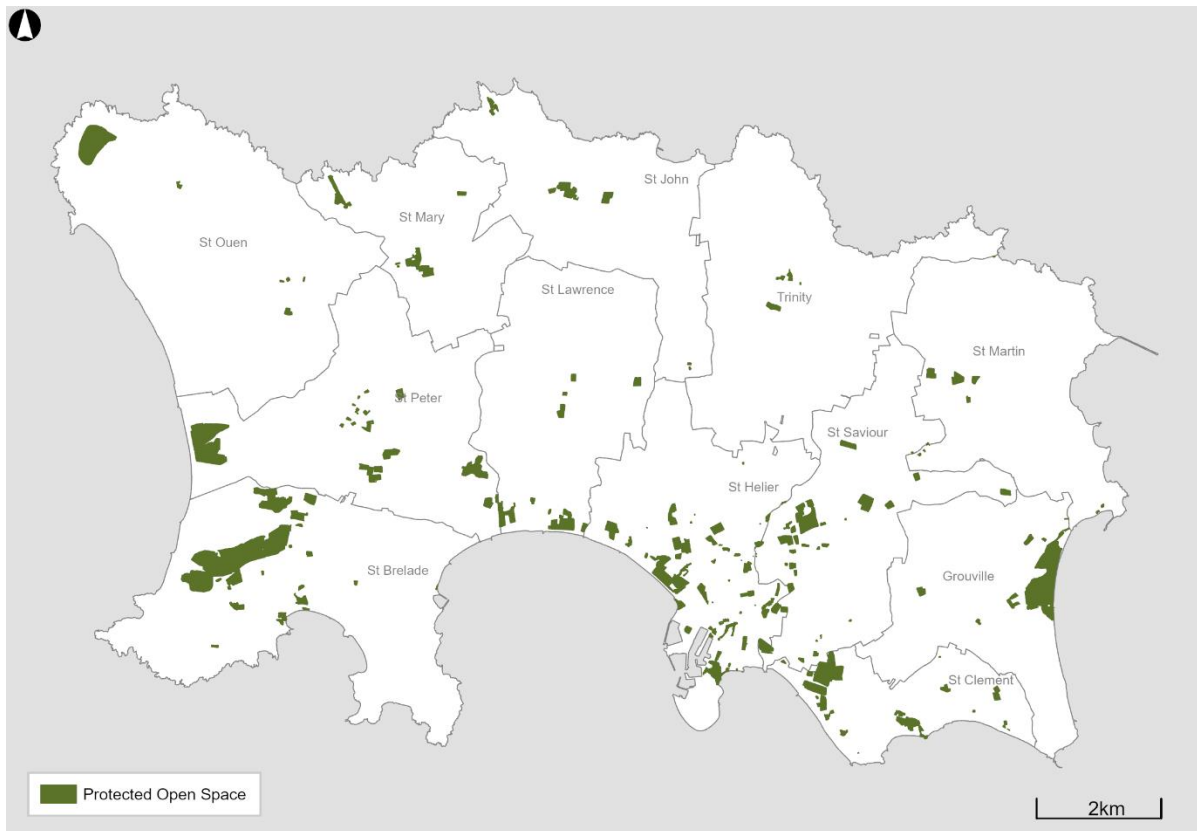 St John
St Mary
St Ouen
St Lawrence
Trinity
St Martin
St Peter
St Saviour
St Helier
St Brelade
Grouville
St Clement
Protected Open Space
2km